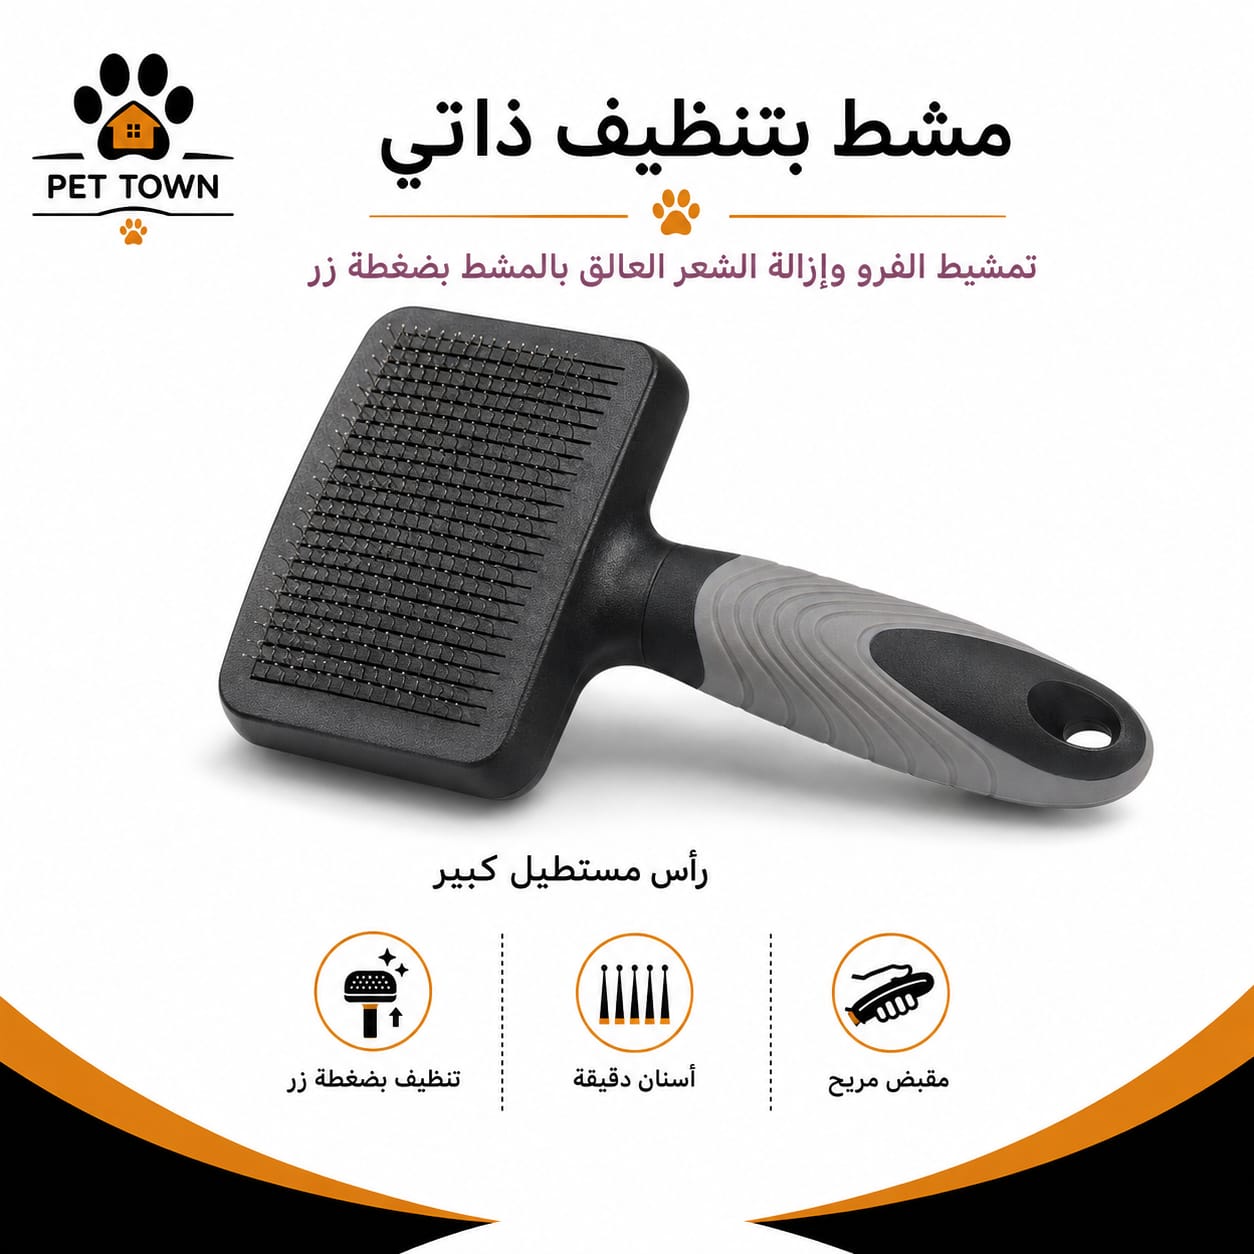 PET TOWN
مشط بتنظيف ذاتي
تمشيط الفرو وإزالة الشعر العالق بالمشط بضغطة زر
رأس مستطيل كبير
مقبض مريح
أسنان دقيقة
تنظيف بضغطة زر